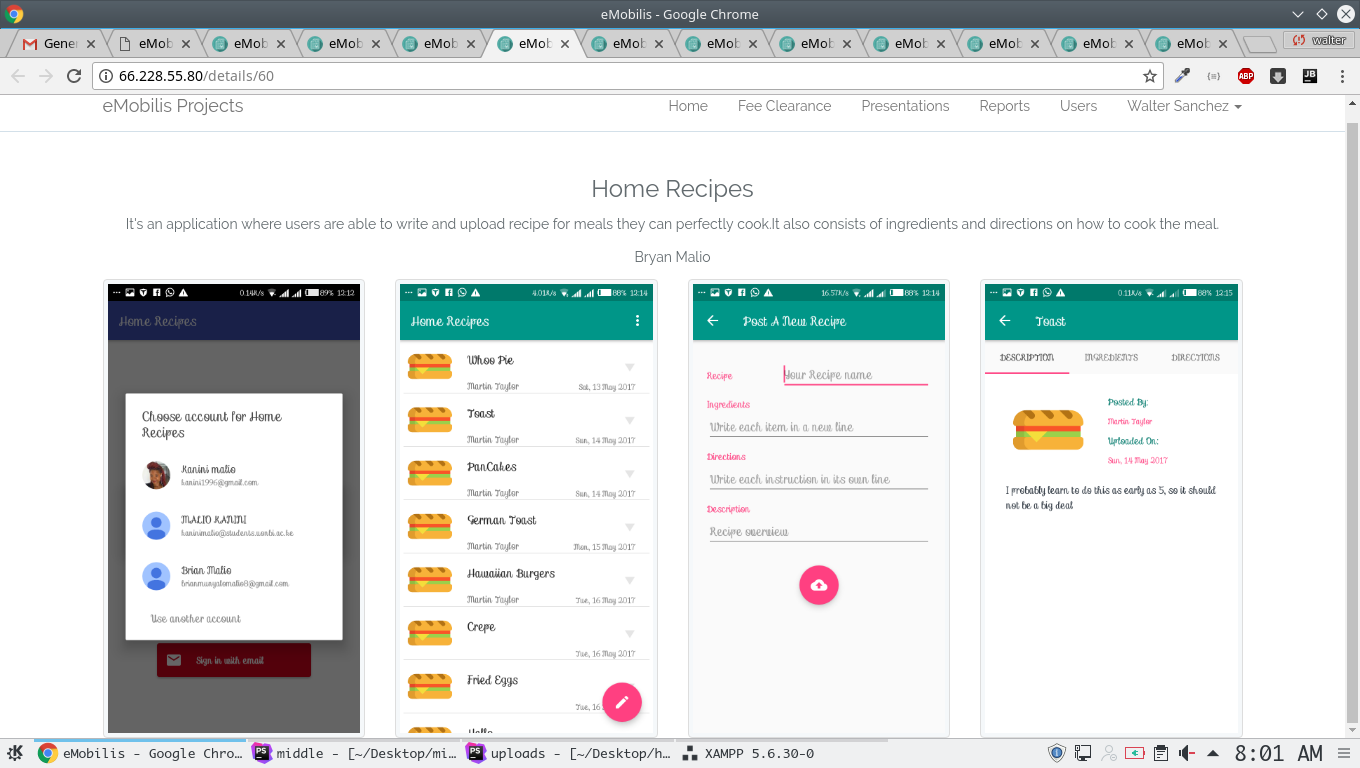 eMobilis - Google Chrome
Gener
eMob
eMob
eMob
eMob
eMob
eMob
eMob
eMob
eMob
eMob
eMob
eMob
walter
66.228.55.80/details/60
ABP
JB
eMobilis Projects
Home
Fee Clearance
Presentations
Reports
Users
Walter Sanchez
Home Recipes
It's an application where users are able to write and upload recipe for meals they can perfectly cook.It also consists of ingredients and directions on how to cook the meal.
Bryan Malio
0.14K/s 89% 12:12
Home Recipes
Choose account for Home
Recipes
Kanini malio
kanini1996@gmail.com
MALIO KANINI
kaninimalio@students.uonbi.ac.ke
Brian Malio
brianmunyalomalio8@gmail.com
Use another account
Sign in with email
4.01K/s 88% 12:14
Home Recipes
Whoo Pie
Martin Taylor
Sat, 13 May 2017
Toast
Martin Taylor
Sun, 14 May 2017
PanCakes
Martin Taylor
Sun, 14 May 2017
German Toast
Martin Taylor
Mon, 15 May 2017
Hawaiian Burgers
Martin Taylor
Tue, 16 May 2017
Crepe
Tue, 16 May 2017
Fried Eggs
Tue, 16
16.57K/s 88% 12:14
Post A New Recipe
Recipe
Your Recipe name
Ingredients
Write each item in a new line
Directions
Write each instruction in its own line
Description
Recipe overview
0.11K/s 88% 12:15
Toast
DESCRIPTION
INGREDIENTS
DIRECTIONS
Posted By:
Martin Taylor
Uploaded On:
Sun, 14 May 2017
I probably learn to do this as early as 5, so it should
not be a big deal
eMobilis - Google Chro...
PS
middle - [~/Desktop/mi...
PS
uploads - [~/Desktop/h...
XAMPP 5.6.30-0
8:01 AM